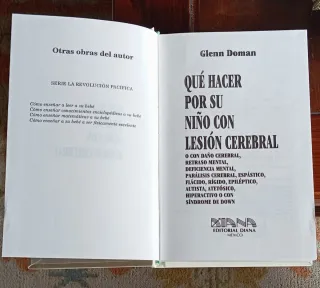 Otras obras del autor
SERIE LA REVOLUCIÓN PACÍFICA
Cómo enseñar a leer a su bebé
Cómo enseñar conocimientos enciclopédicos a su bebé
Cómo enseñar matemáticas a su bebé
Cómo enseñar a su bebé a ser físicamente excelente
Glenn Doman
QUÉ HACER
POR SU
NIÑO CON
LESIÓN CEREBRAL
O CON DAÑO CEREBRAL,
RETRASO MENTAL,
DEFICIENCIA MENTAL,
PARÁLISIS CEREBRAL, ESPÁSTICO,
FLÁCIDO, RÍGIDO, EPILÉPTICO,
AUTISTA, ATETÓSICO,
HIPERACTIVO O CON
SÍNDROME DE DOWN
DIANA
EDITORIAL DIANA
MÉXICO